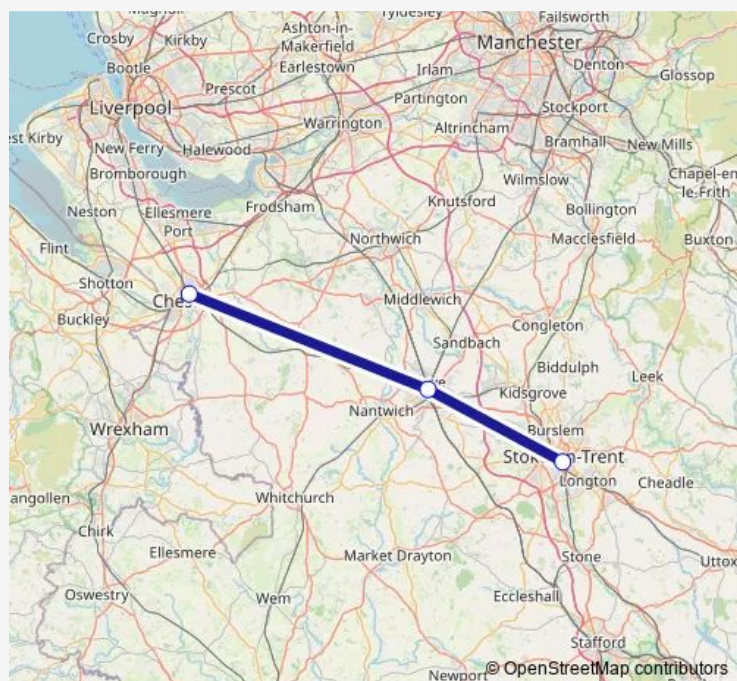 Ashton-in-
Makerfield
Failsworth
Crosby
Kirkby
Manchester
Denton
Bootle
Earlestown
Glossop
Prescot
Irlam
Partington
Liverpool
Stockport
Warrington
Altrincham
Bramhall
New Ferry
Halewood
New Mills
Bromborough
Wilmslow
Chapel-en
le-Frith
Knutsford
Neston
Frodsham
Ellesmere
Port
Bollington
Flint
Northwich
Macclesfield
Buxton
Shotton
Ches
Middlewich
Buckley
Congleton
Sandbach
Biddulph
Leek
Kidsgrove
Nantwich
Wrexham
Burslem
Longton
Cheadle
Whitchurch
Chirk
Ellesmere
Market Drayton
Stone
Oswestry
Wem
Eccleshall
Stafford
Newport
© OpenStreetMap contributors